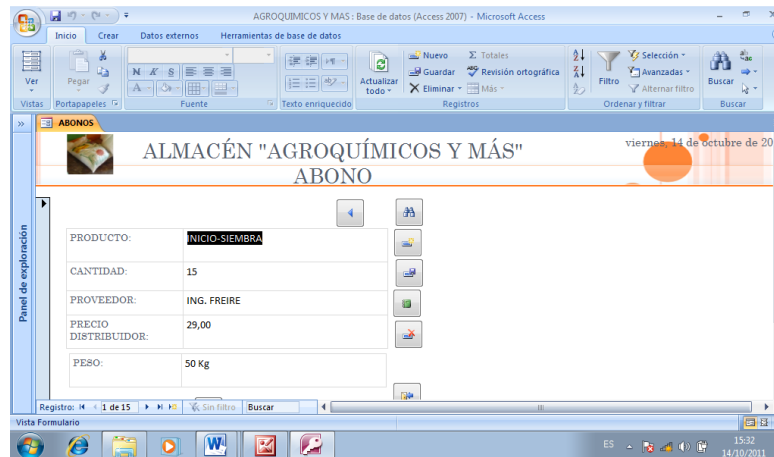 AGROQUIMICOS Y MAS : Base de datos (Access 2007) - Microsoft Access
Inicio Crear Datos externos Herramientas de base de datos
Ver
Pegar
N K S
A
Actualizar todo
Nuevo
Guardar
Eliminar
Σ Totales
Revisión ortográfica
Más
Filtro
Selección
Avanzadas
Alternar filtro
Buscar
Vistas Portapapeles Fuente Texto enriquecido Registros Ordenar y filtrar Buscar
ABONOS
Panel de exploración
ALMACÉN "AGROQUÍMICOS Y MÁS"
ABONO
viernes, 14 de octubre de 20
PRODUCTO: INICIO-SIEMBRA
CANTIDAD: 15
PROVEEDOR: ING. FREIRE
PRECIO DISTRIBUIDOR: 29,00
PESO: 50 Kg
Registro: 1 de 15 Sin filtro Buscar
Vista Formulario
ES 15:32
14/10/2011